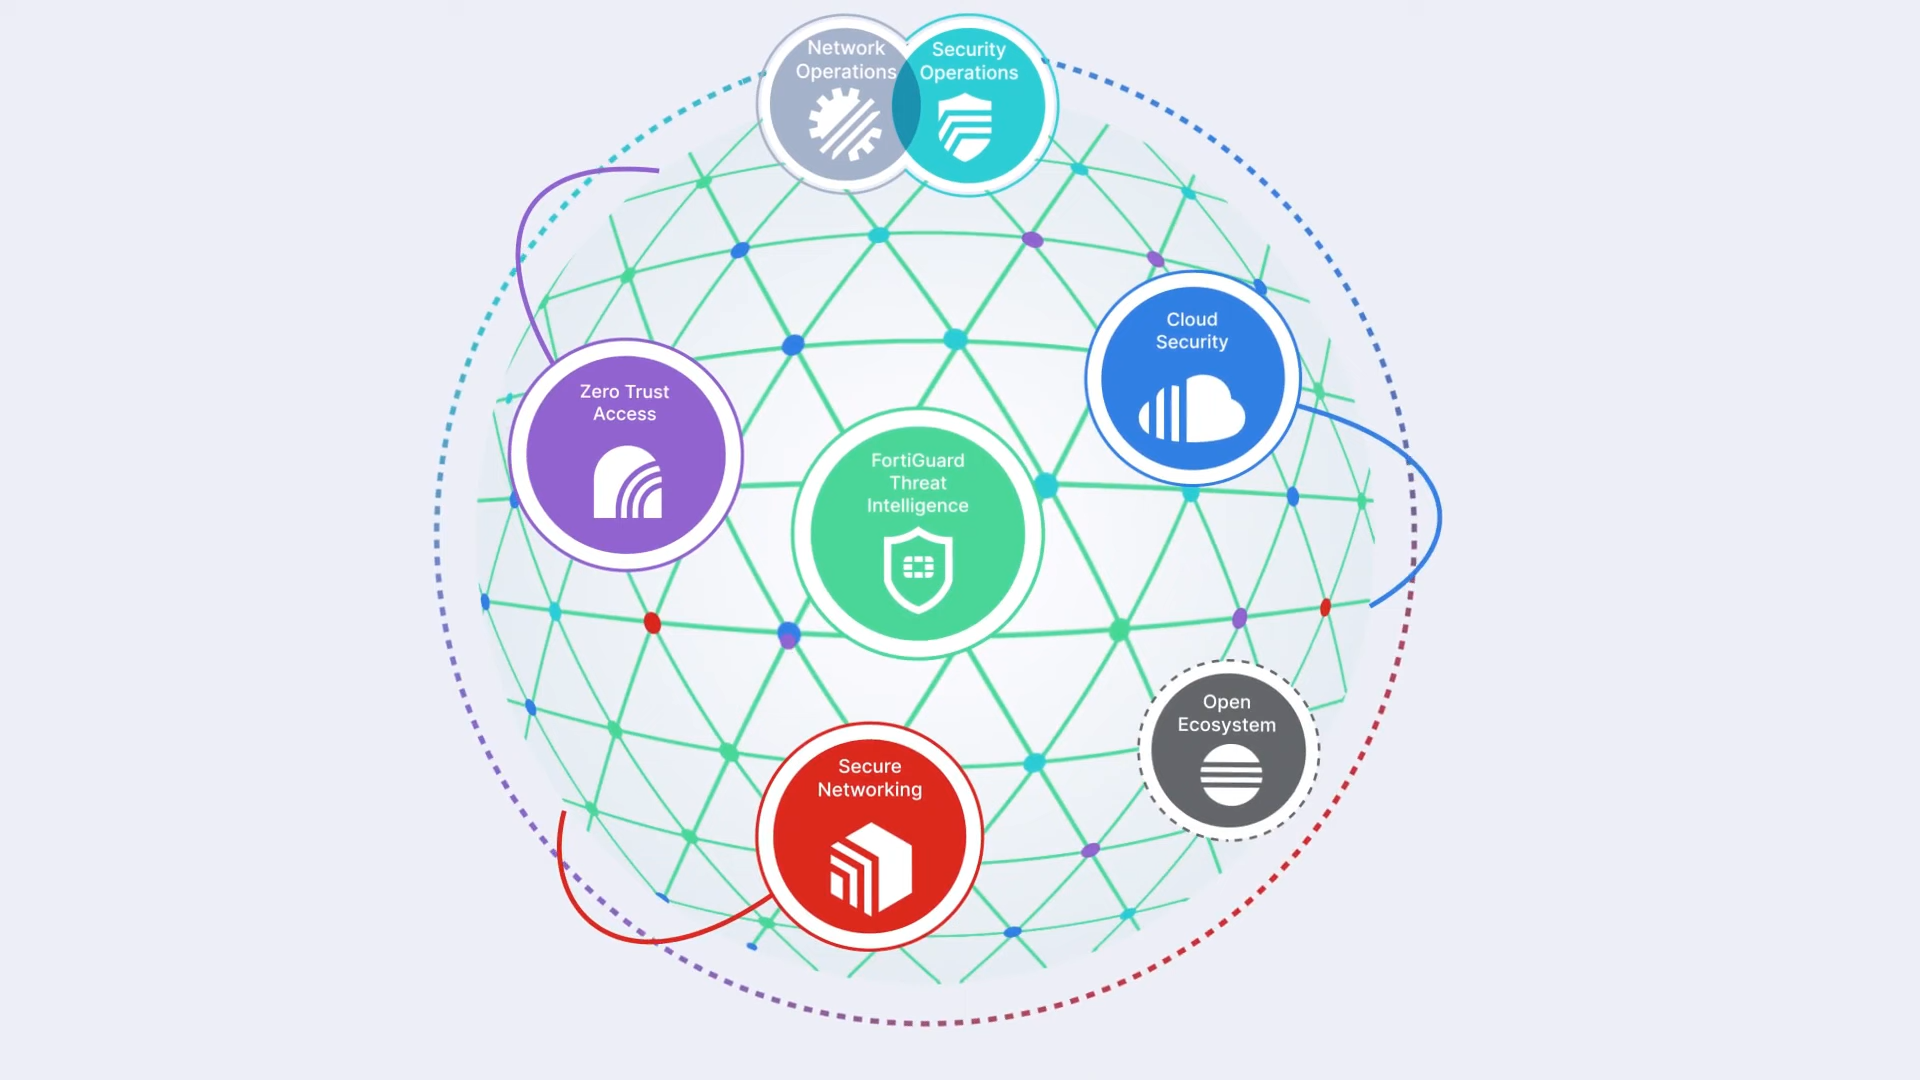 Network
Operations
Security
Operations
Cloud
Security
Zero Trust
Access
FortiGuard
Threat
Intelligence
Open
Ecosystem
Secure
Networking